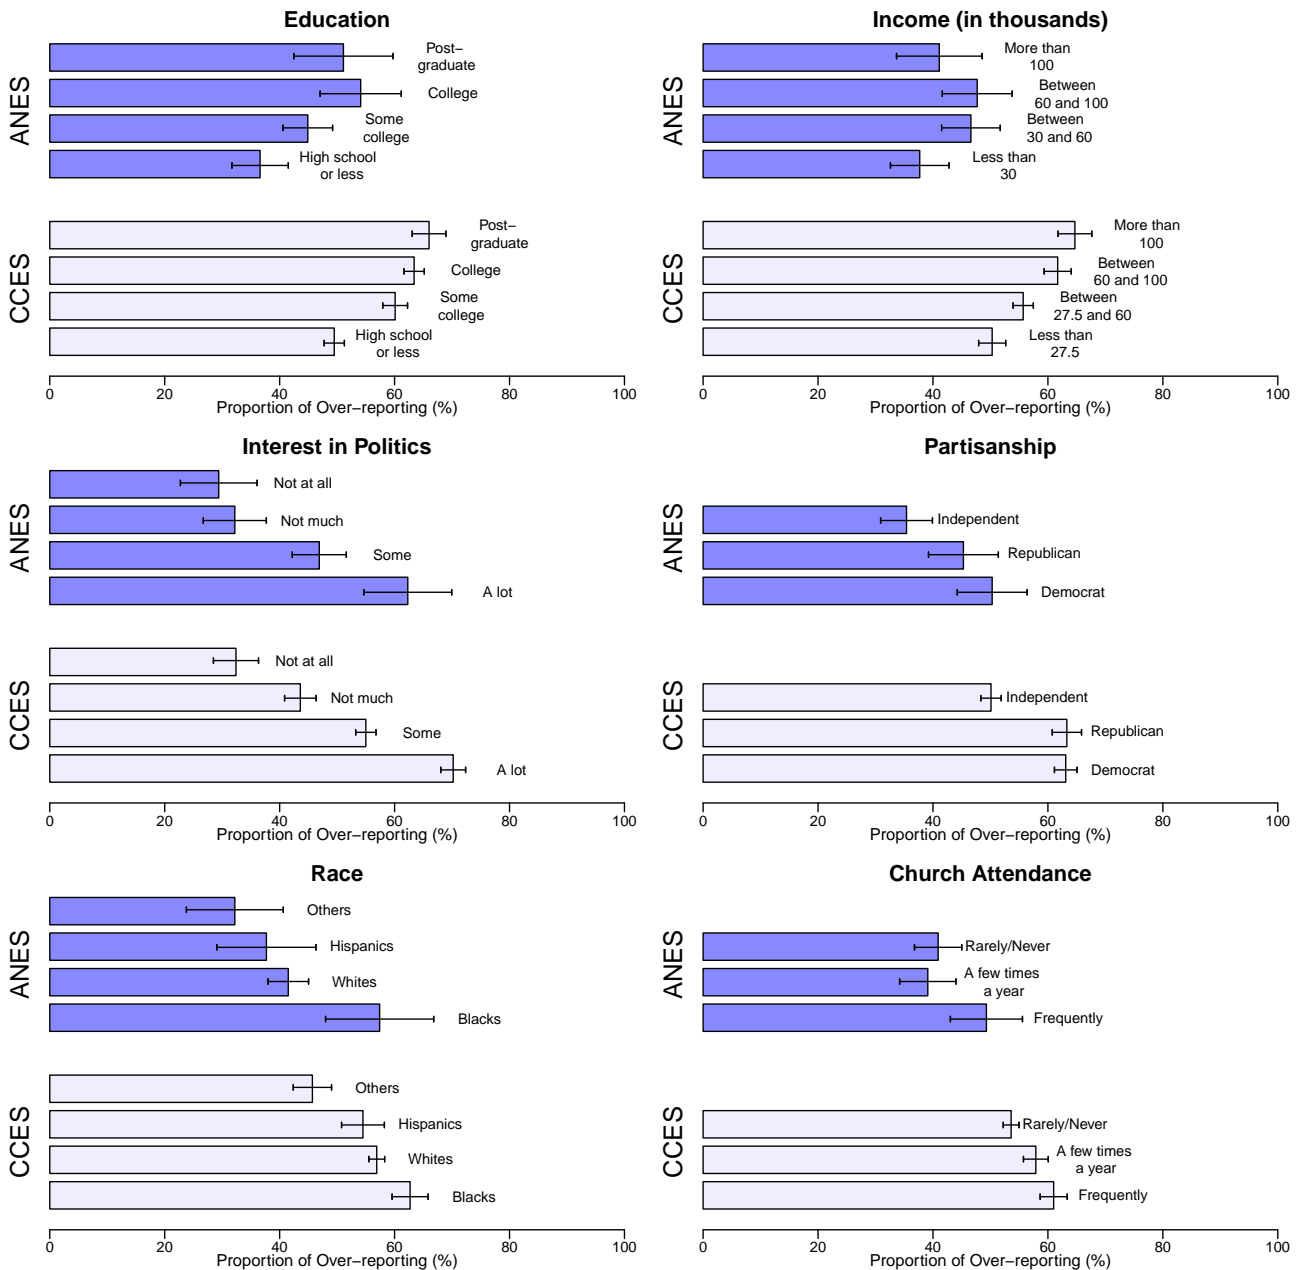 Education
ANES
Post−
graduate
College
Some
college
High school
or less
CCES
Post−
graduate
College
Some
college
High school
or less
0 20 40 60 80 100
Proportion of Over−reporting (%)
Income (in thousands)
More than
100
Between
60 and 100
Between
30 and 60
Less than
30
More than
100
Between
60 and 100
Between
27.5 and 60
Less than
27.5
0 20 40 60 80 100
Proportion of Over−reporting (%)
Interest in Politics
ANES
Not at all
Not much
Some
A lot
CCES
Not at all
Not much
Some
A lot
0 20 40 60 80 100
Proportion of Over−reporting (%)
Partisanship
ANES
Independent
Republican
Democrat
CCES
Independent
Republican
Democrat
0 20 40 60 80 100
Proportion of Over−reporting (%)
Race
ANES
Others
Hispanics
Whites
Blacks
CCES
Others
Hispanics
Whites
Blacks
0 20 40 60 80 100
Proportion of Over−reporting (%)
Church Attendance
ANES
Rarely/Never
A few times
a year
Frequently
CCES
Rarely/Never
A few times
a year
Frequently
0 20 40 60 80 100
Proportion of Over−reporting (%)